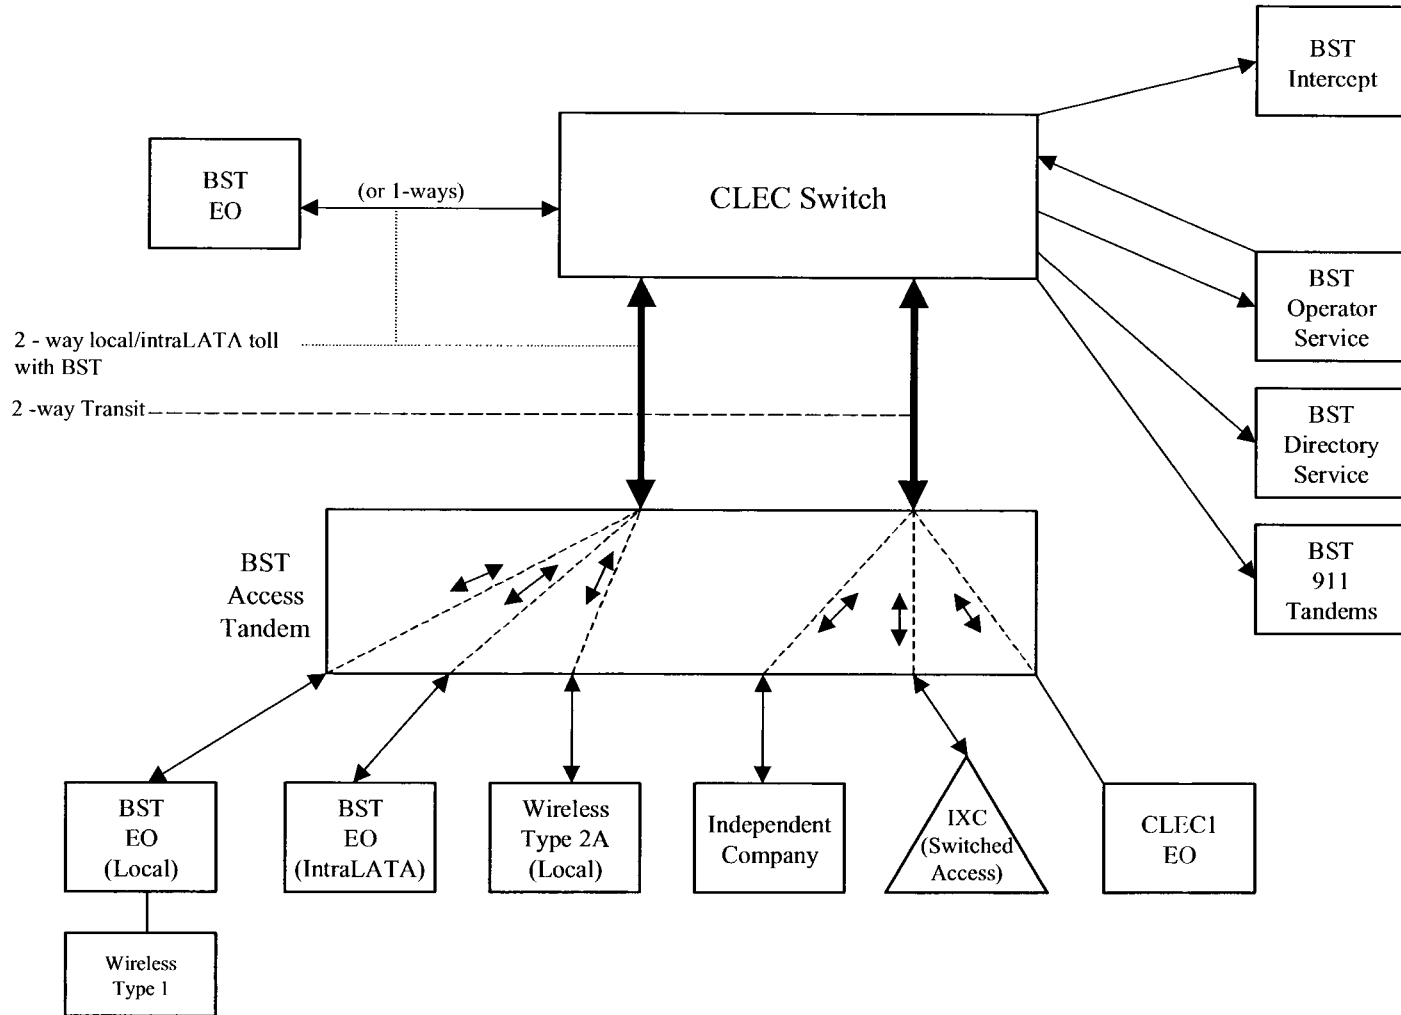 BST
Intercept
BST
EO
(or 1-ways)
CLEC Switch
BST
Operator
Service
2 - way local/intraLATA toll
with BST
2 -way Transit
BST
Directory
Service
BST
911
Tandems
BST
Access
Tandem
BST
EO
(Local)
BST
EO
(IntraLATA)
Wireless
Type 2A
(Local)
Independent
Company
IXC
(Switched
Access)
CLEC1
EO
Wireless
Type 1